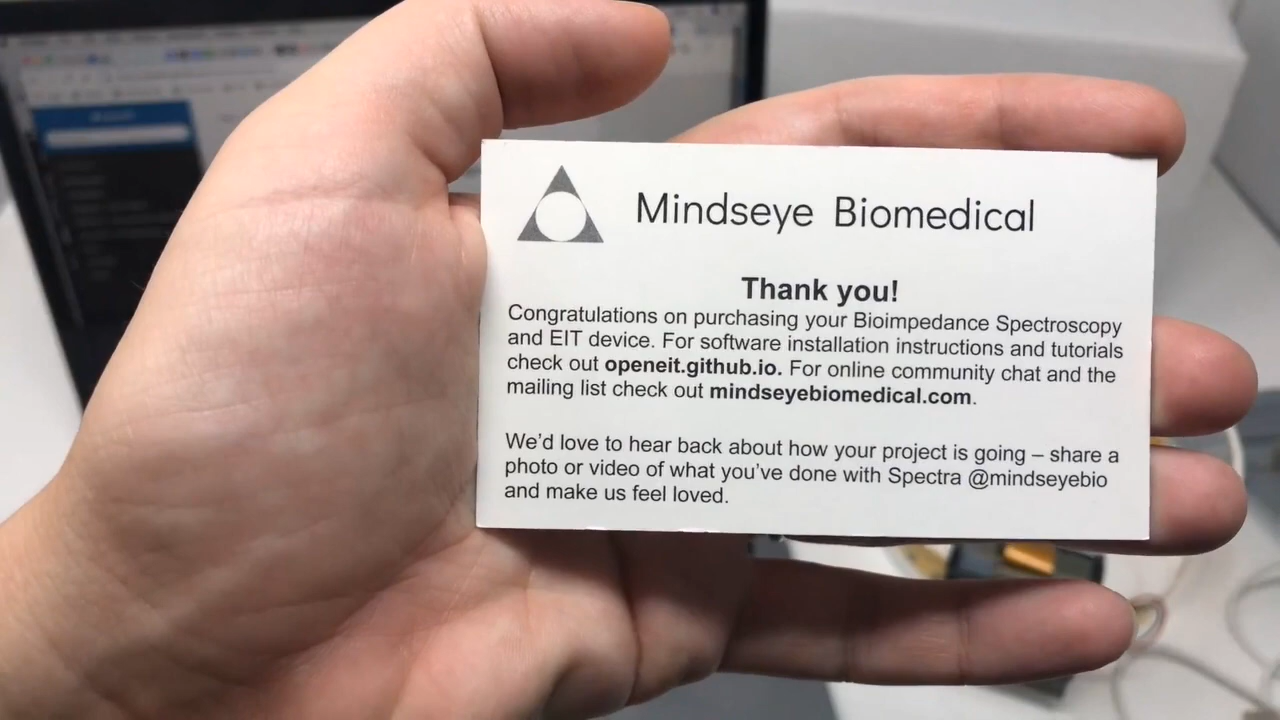 Mindseye Biomedical
Thank you!
Congratulations on purchasing your Bioimpedance Spectroscopy
and EIT device. For software installation instructions and tutorials
check out openeit.github.io. For online community chat and the
mailing list check out mindseyebiomedical.com.
We'd love to hear back about how your project is going – share a
photo or video of what you've done with Spectra @mindseyebio
and make us feel loved.